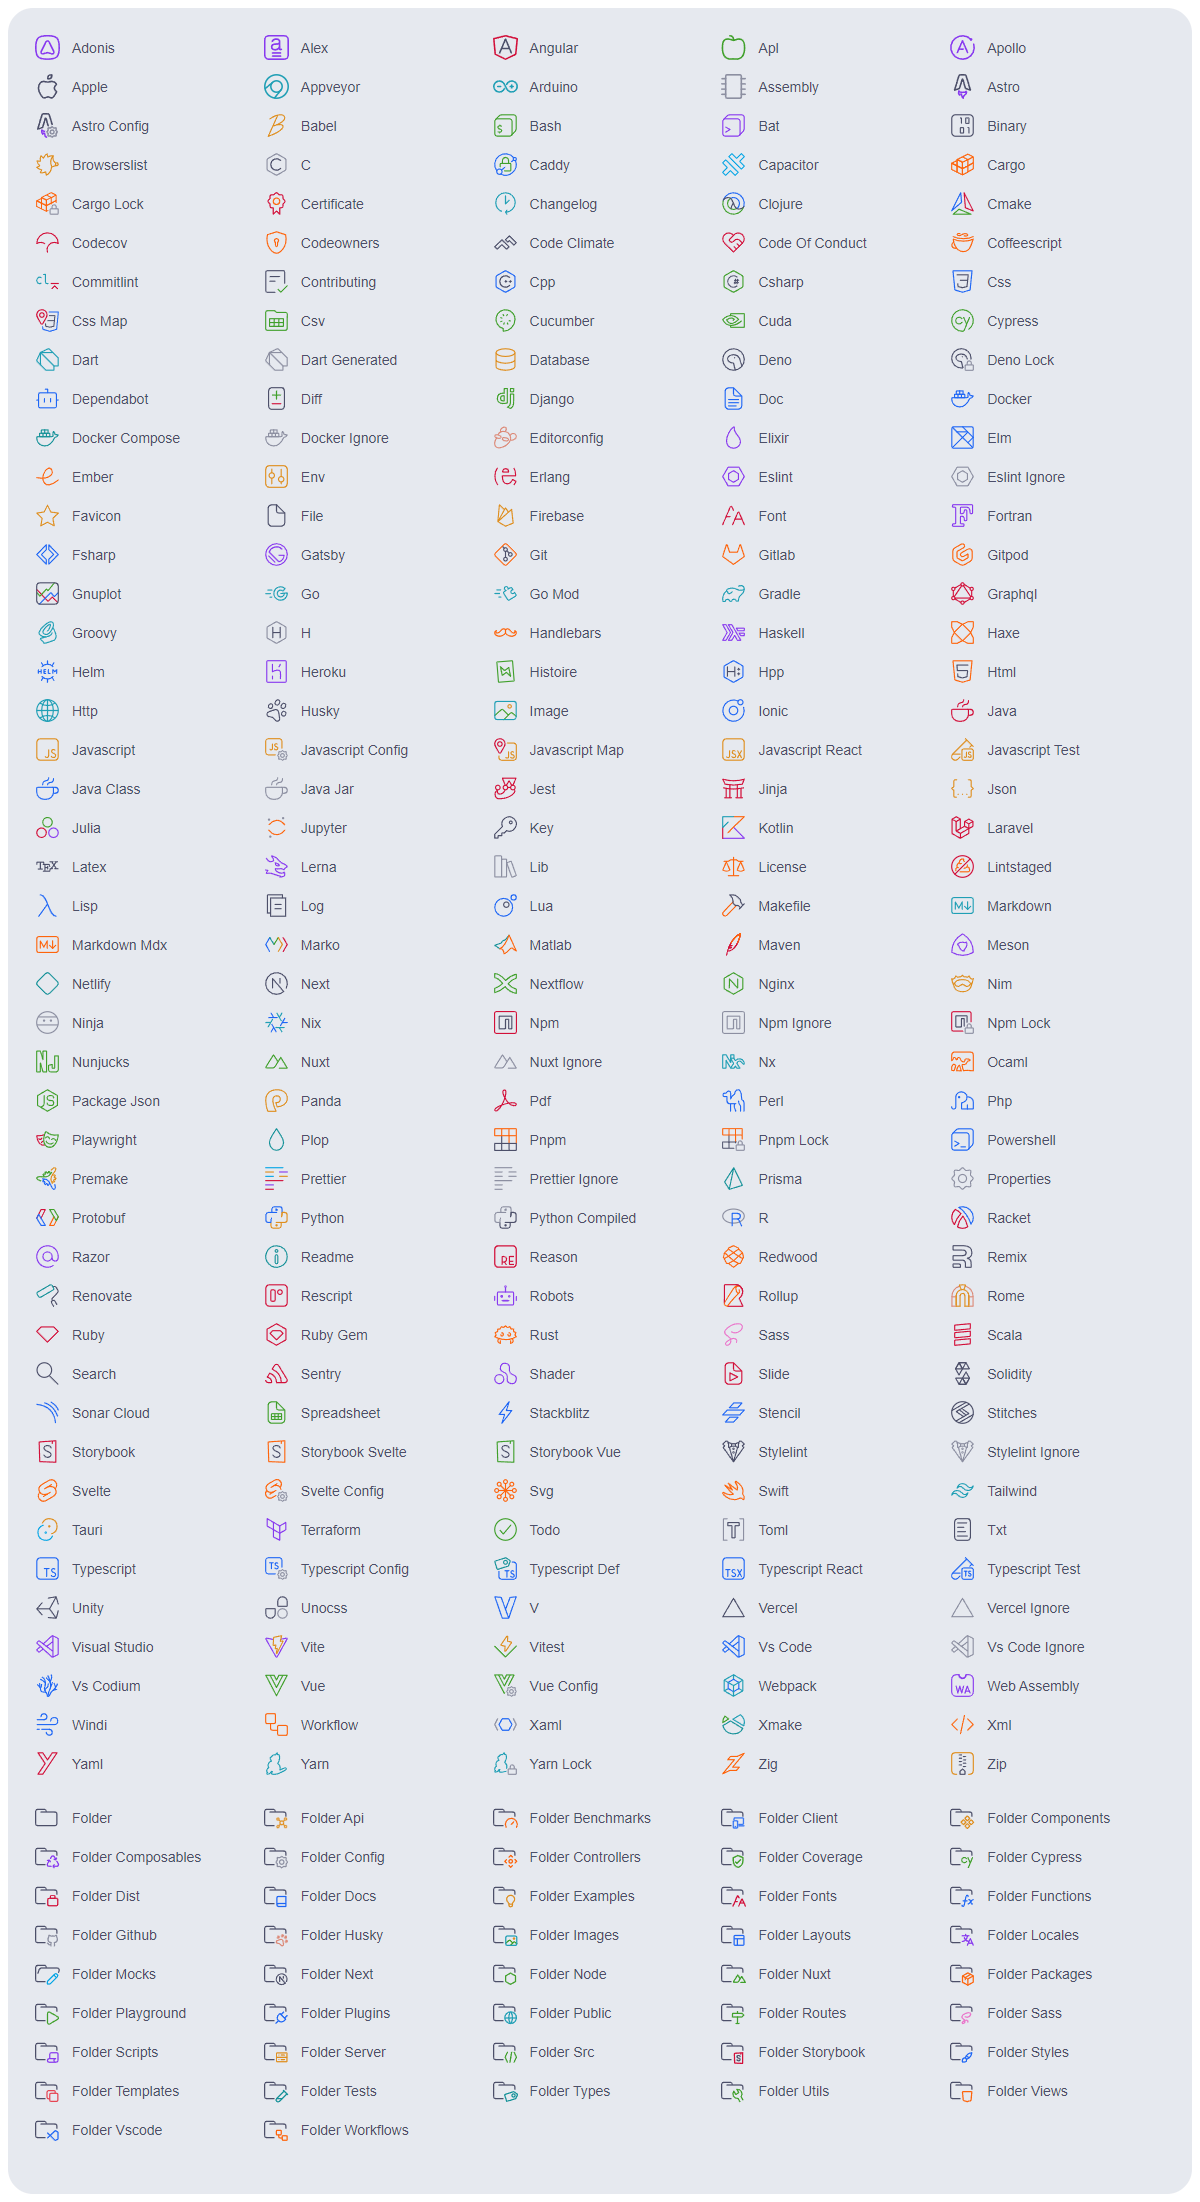 Adonis Alex Angular Apl Apollo
Apple Appveyor Arduino Assembly Astro
Astro Config Babel Bash Bat Binary
Browserslist C Caddy Capacitor Cargo
Cargo Lock Certificate Changelog Clojure Cmake
Codecov Codeowners Code Climate Code Of Conduct Coffeescript
Commitlint Contributing Cpp Csharp Css
Css Map Csv Cucumber Cuda Cypress
Dart Dart Generated Database Deno Deno Lock
Dependabot Diff Django Doc Docker
Docker Compose Docker Ignore Editorconfig Elixir Elm
Ember Env Erlang Eslint Eslint Ignore
Favicon File Firebase Font Fortran
Fsharp Gatsby Git Gitlab Gitpod
Gnuplot Go Go Mod Gradle Graphql
Groovy H Handlebars Haskell Haxe
Helm Heroku Histoire Hpp Html
Http Husky Image Ionic Java
Javascript Javascript Config Javascript Map Javascript React Javascript Test
Java Class Java Jar Jest Jinja Json
Julia Jupyter Key Kotlin Laravel
Latex Lerna Lib License Lintstaged
Lisp Log Lua Makefile Markdown
Markdown Mdx Marko Matlab Maven Meson
Netlify Next Nextflow Nginx Nim
Ninja Nix Npm Npm Ignore Npm Lock
Nunjucks Nuxt Nuxt Ignore Nx Ocaml
Package Json Panda Pdf Perl Php
Playwright Plop Pnpm Pnpm Lock Powershell
Premake Prettier Prettier Ignore Prisma Properties
Protobuf Python Python Compiled R Racket
Razor Readme Reason Redwood Remix
Renovate Rescript Robots Rollup Rome
Ruby Ruby Gem Rust Sass Scala
Search Sentry Shader Slide Solidity
Sonar Cloud Spreadsheet Stackblitz Stencil Stitches
Storybook Storybook Svelte Storybook Vue Stylelint Stylelint Ignore
Svelte Svelte Config Svg Swift Tailwind
Tauri Terraform Todo Toml Txt
Typescript Typescript Config Typescript Def Typescript React Typescript Test
Unity Unocss V Vercel Vercel Ignore
Visual Studio Vite Vitest Vs Code Vs Code Ignore
Vs Codium Vue Vue Config Webpack Web Assembly
Windi Workflow Xaml Xmake Xml
Yaml Yarn Yarn Lock Zig Zip
Folder Folder Api Folder Benchmarks Folder Client Folder Components
Folder Composables Folder Config Folder Controllers Folder Coverage Folder Cypress
Folder Dist Folder Docs Folder Examples Folder Fonts Folder Functions
Folder Github Folder Husky Folder Images Folder Layouts Folder Locales
Folder Mocks Folder Next Folder Node Folder Nuxt Folder Packages
Folder Playground Folder Plugins Folder Public Folder Routes Folder Sass
Folder Scripts Folder Server Folder Src Folder Storybook Folder Styles
Folder Templates Folder Tests Folder Types Folder Utils Folder Views
Folder Vscode Folder Workflows